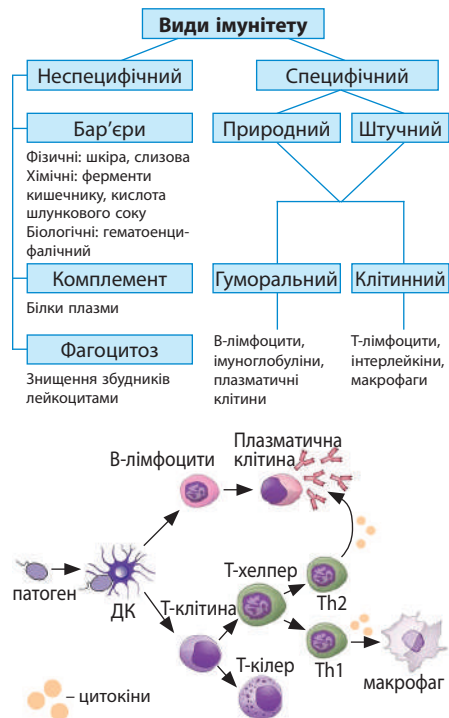 Види імунітету
Неспецифічний
Специфічний
Бар'єри
Природний
Штучний
Фізичні: шкіра, слизова
Хімічні: ферменти
кишечнику, кислота
шлункового соку
Біологічні: гематоенци-
фалічний
Комплемент
Білки плазми
Фагоцитоз
Знищення збудників
лейкоцитами
Гуморальний
Клітинний
В-лімфоцити,
імуноглобуліни,
плазматичні
клітини
Т-лімфоцити,
інтерлейкіни,
макрофаги
Плазматична
клітина
В-лімфоцити
патоген
ДК
Т-клітина
Т-хелпер
Th2
Th1
Т-кілер
макрофаг
– цитокіни